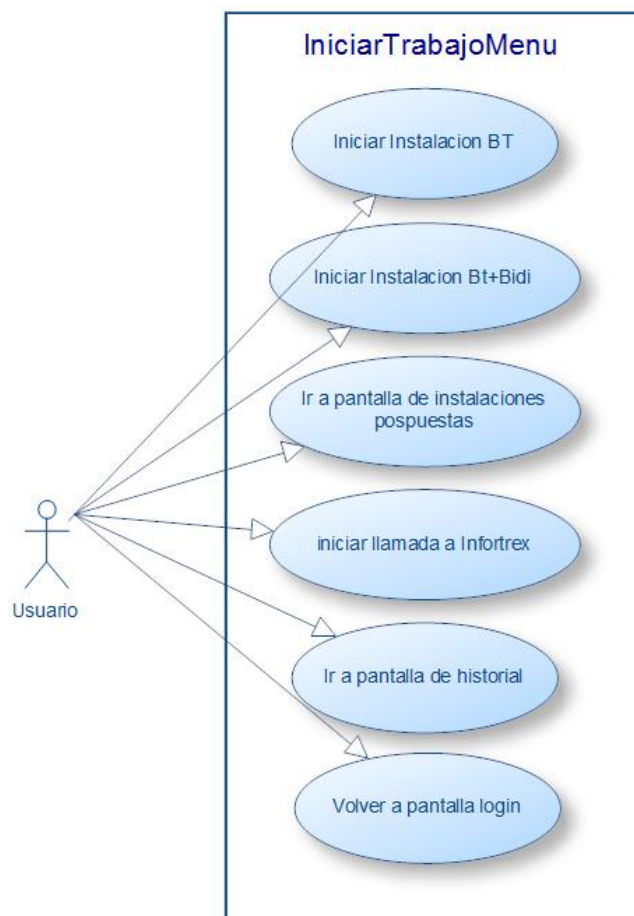 IniciarTrabajoMenu
Iniciar Instalacion BT
Iniciar Instalacion Bt+Bidi
Ir a pantalla de instalaciones
pospuestas
iniciar llamada a Infortrex
Usuario
Ir a pantalla de historial
Volver a pantalla login